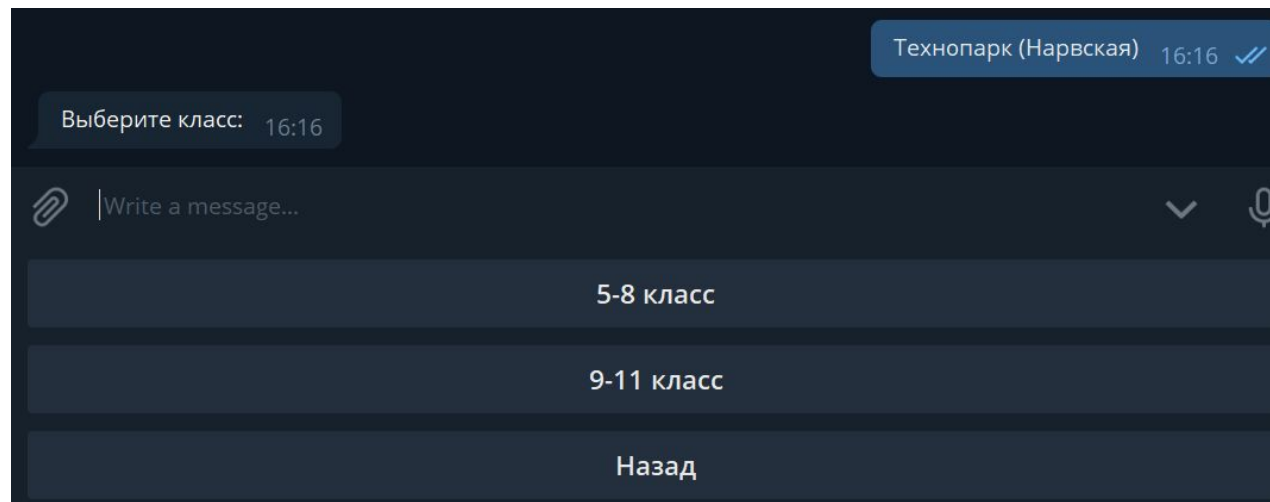 Технопарк (Нарвская) 16:16
Выберите класс: 16:16
Write a message...
5-8 класс
9-11 класс
Назад